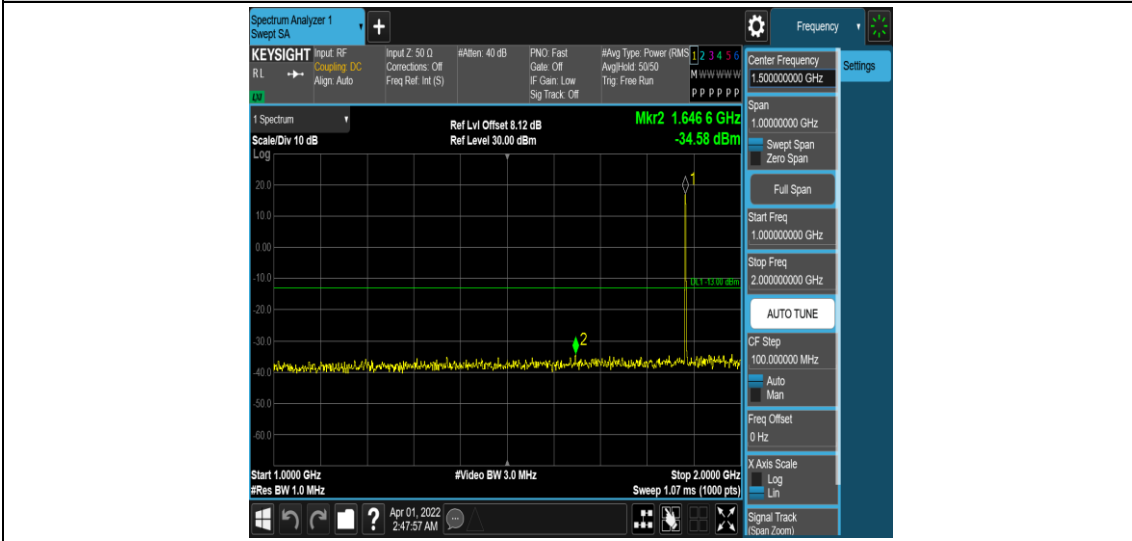 Spectrum Analyzer 1
Swept SA
+
Frequency
KEYSIGHT
RL
Input: RF
Coupling: DC
Align: Auto
Input Z: 50 Ω
Corrections: Off
Freq Ref: Int (S)
#Atten: 40 dB
PNO: Fast
Gate: Off
IF Gain: Low
Sig Track: Off
#Avg Type: Power (RMS
Avg|Hold: 50/50
Trig: Free Run
1 2 3 4 5 6
M W W W W W
P P P P P P
1 Spectrum
Scale/Div 10 dB
Log
Ref Lvl Offset 8.12 dB
Ref Level 30.00 dBm
Mkr2 1.646 6 GHz
-34.58 dBm
20.0
10.0
0.00
-10.0
-20.0
-30.0
-40.0
-50.0
-60.0
1
DL1 -13.00 dBm
2
Start 1.0000 GHz
#Res BW 1.0 MHz
#Video BW 3.0 MHz
Stop 2.0000 GHz
Sweep 1.07 ms (1000 pts)
Apr 01, 2022
2:47:57 AM
Center Frequency
1.500000000 GHz
Settings
Span
1.00000000 GHz
Swept Span
Zero Span
Full Span
Start Freq
1.000000000 GHz
Stop Freq
2.000000000 GHz
AUTO TUNE
CF Step
100.000000 MHz
Auto
Man
Freq Offset
0 Hz
X Axis Scale
Log
Lin
Signal Track
(Span Zoom)